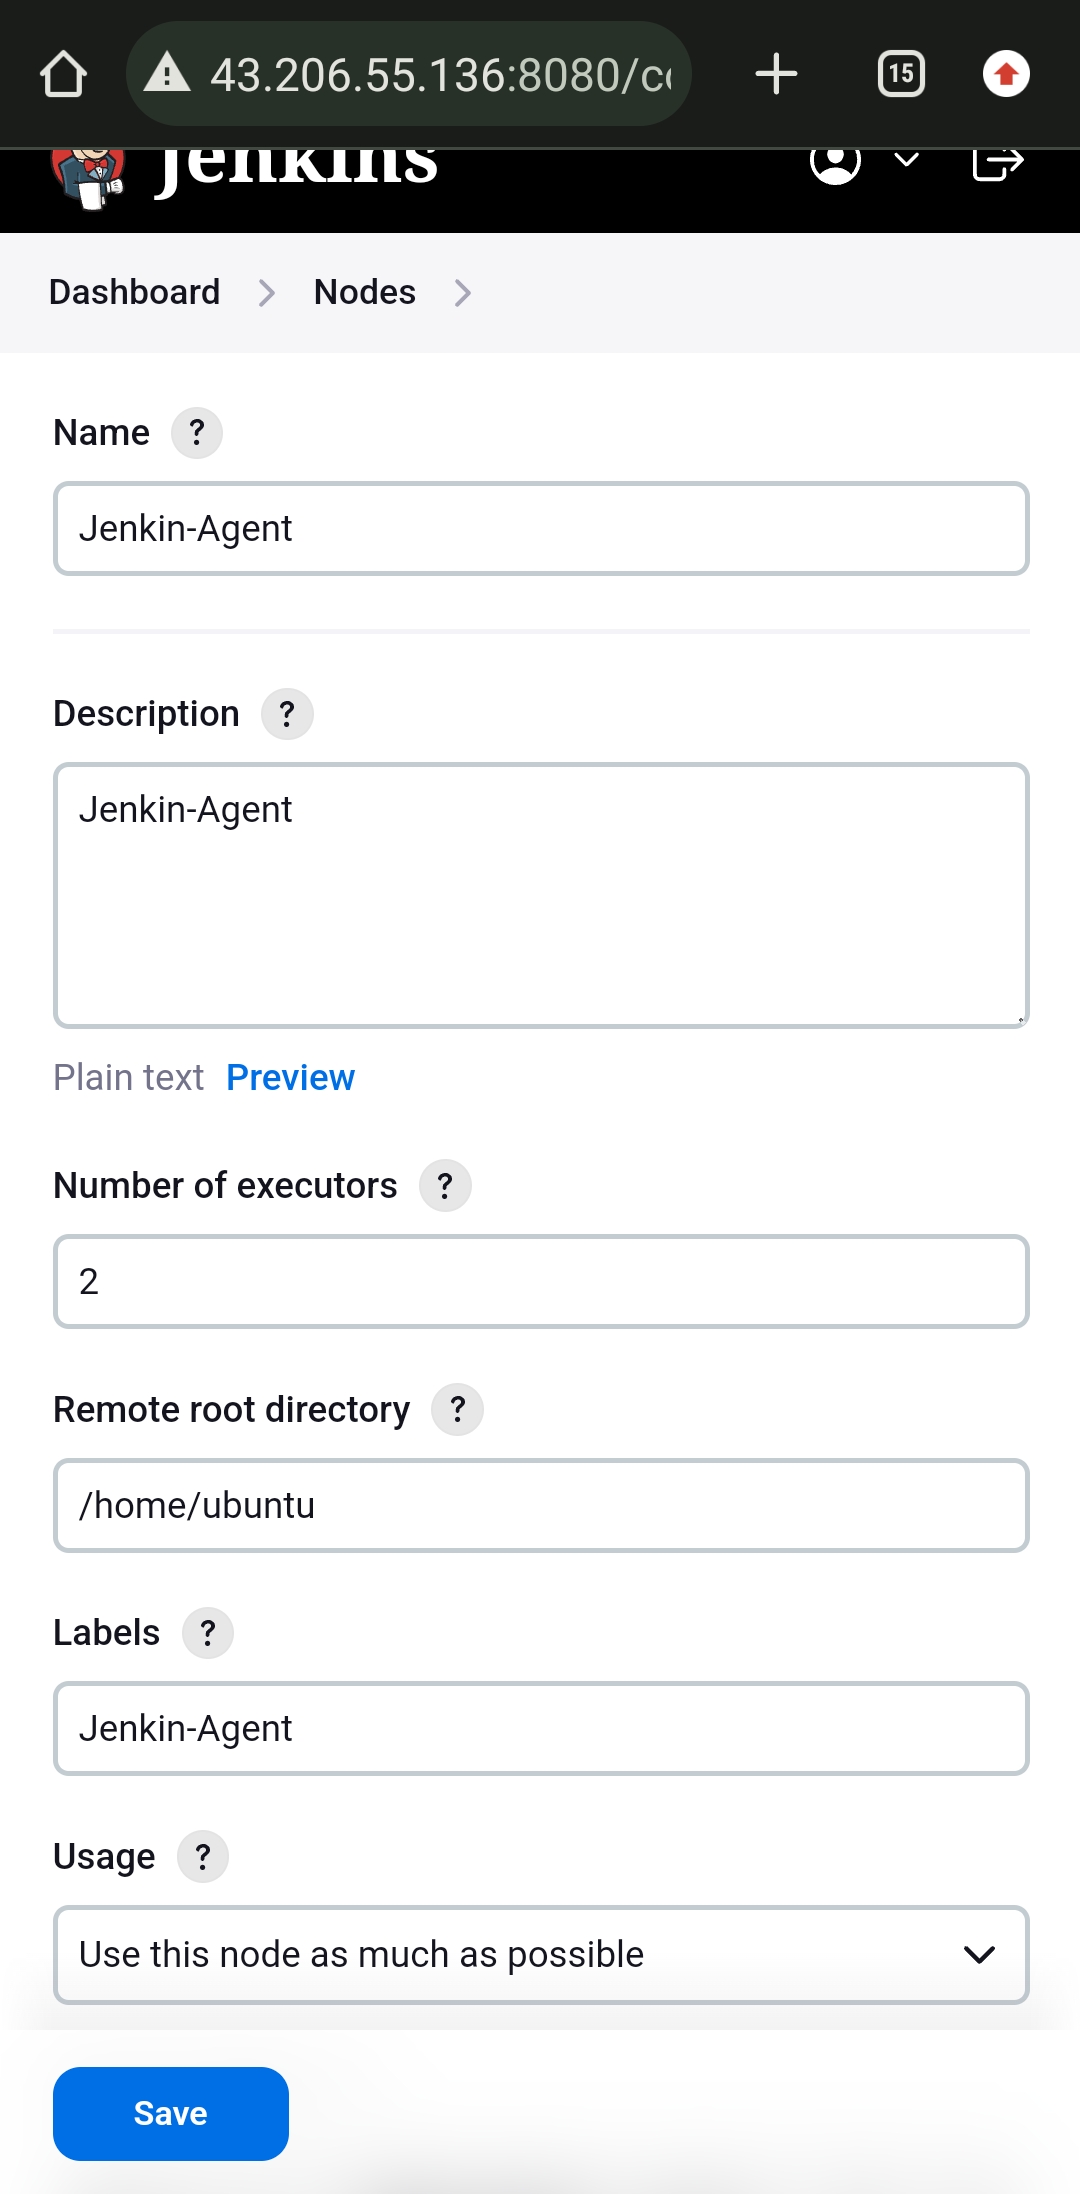 43.206.55.136:8080/c
15
Jenkins
Dashboard > Nodes >
Name ?
Jenkin-Agent
Description ?
Jenkin-Agent
Plain text Preview
Number of executors ?
2
Remote root directory ?
/home/ubuntu
Labels ?
Jenkin-Agent
Usage ?
Use this node as much as possible
Save